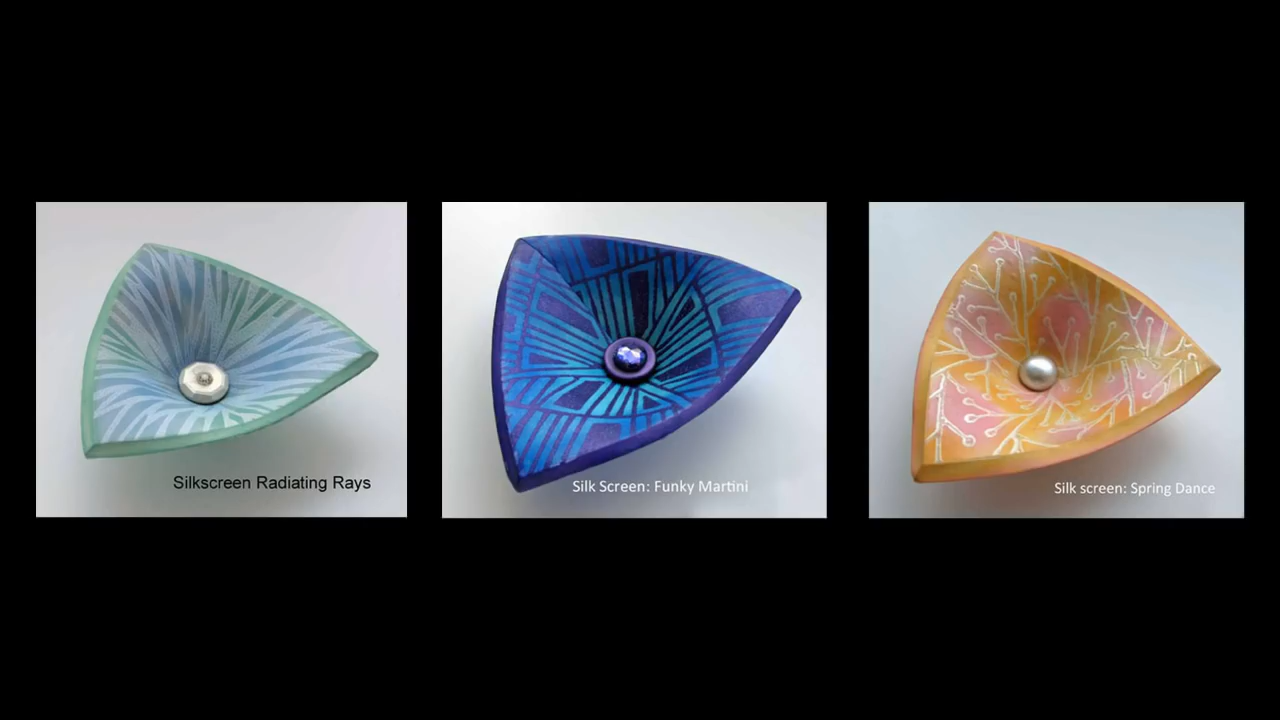 Silkscreen Radiating Rays
Silk Screen: Funky Martini
Silk screen: Spring Dance